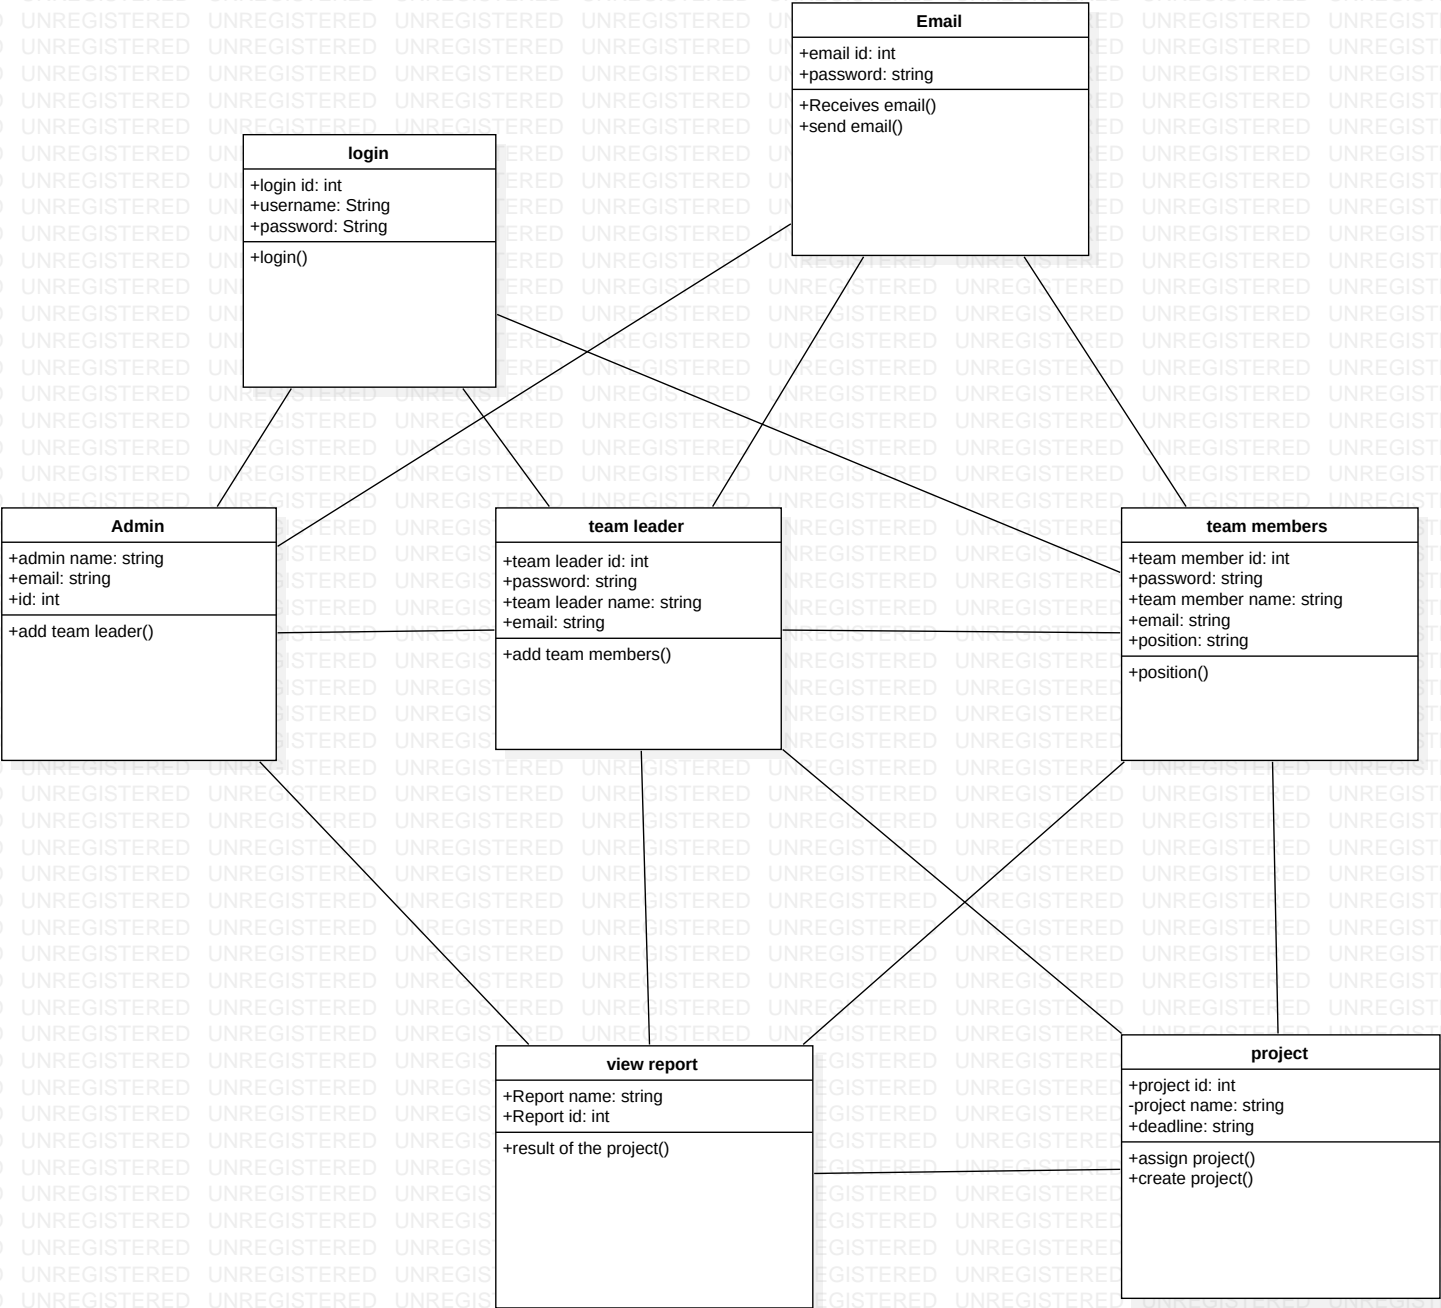 Email
+email id: int
+password: string
+Receives email()
+send email()
login
+login id: int
+username: String
+password: String
+login()
Admin
+admin name: string
+email: string
+id: int
+add team leader()
team leader
+team leader id: int
+password: string
+team leader name: string
+email: string
+add team members()
team members
+team member id: int
+password: string
+team member name: string
+email: string
+position: string
+position()
view report
+Report name: string
+Report id: int
+result of the project()
project
+project id: int
-project name: string
+deadline: string
+assign project()
+create project()
UNREGISTERED